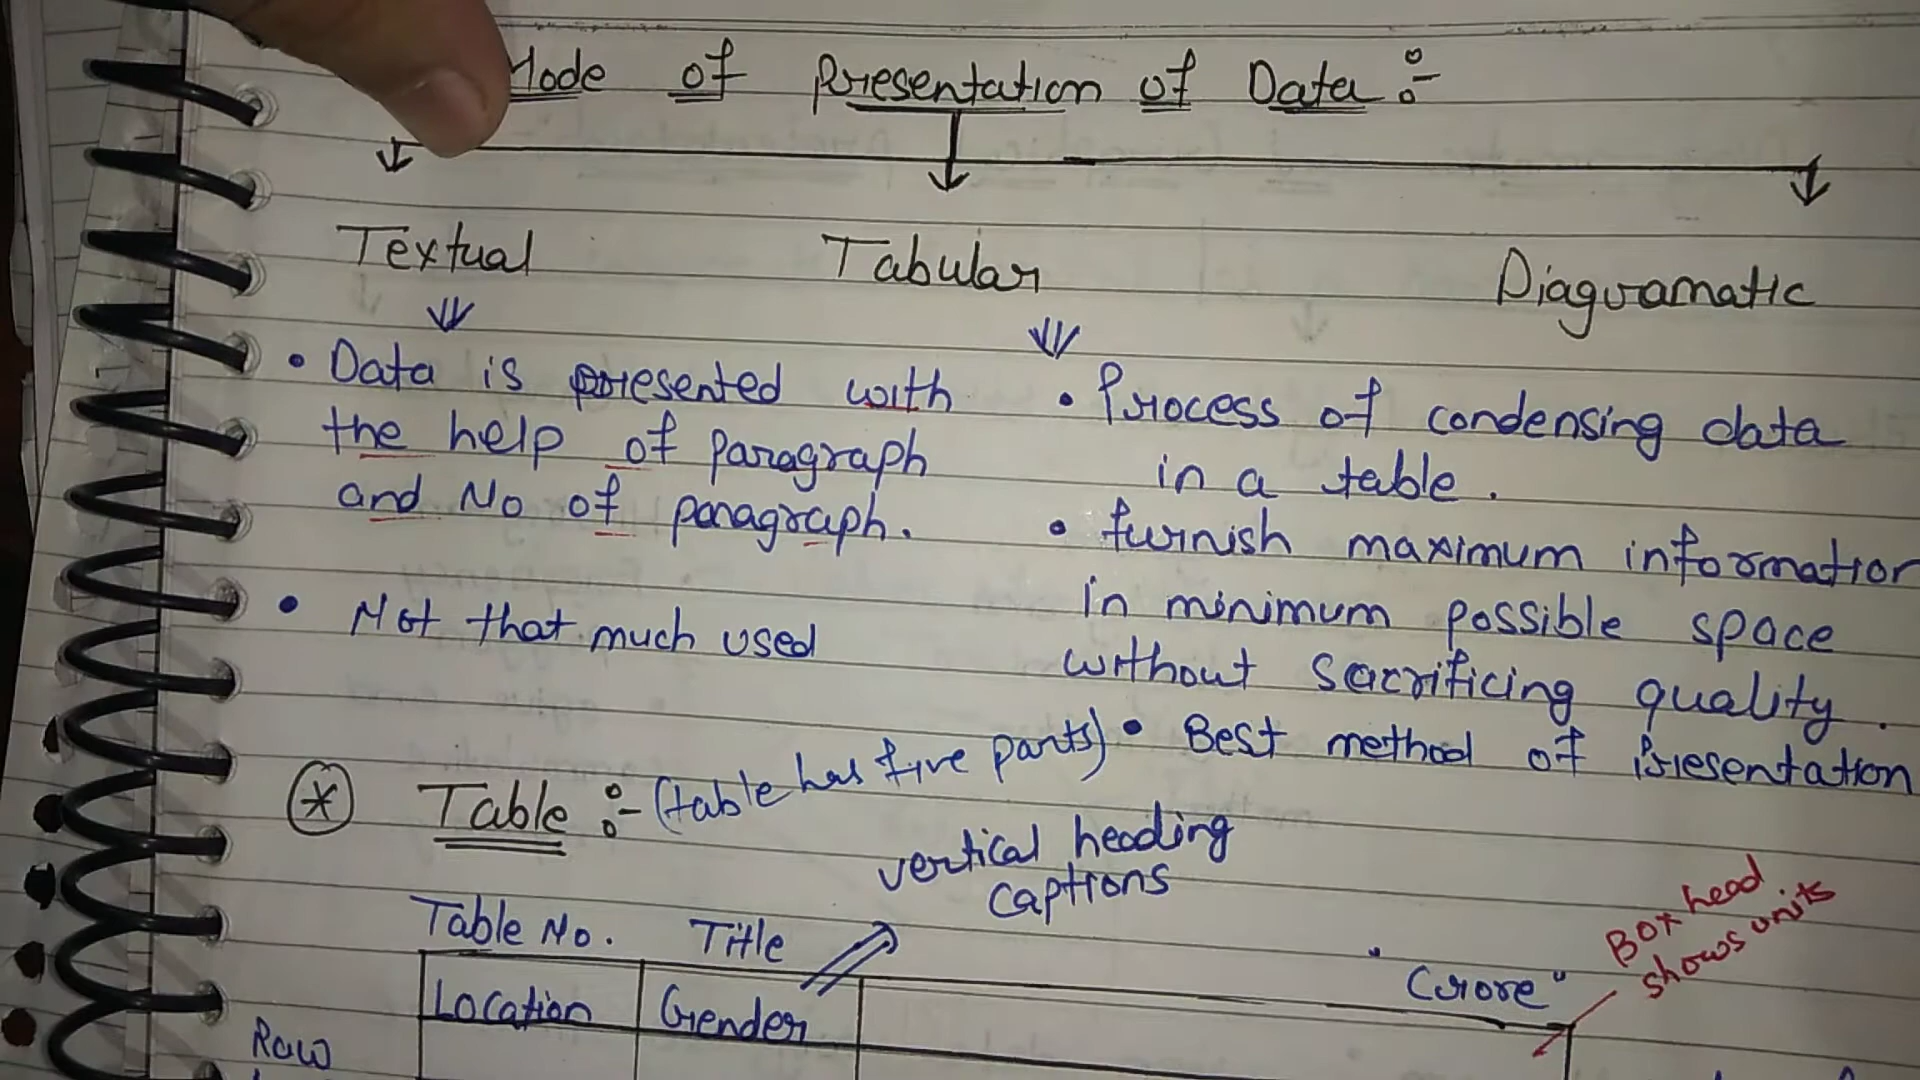 Mode of Presentation of Data :-
Textual
Tabular
Diagramatic
• Data is presented with
the help of paragraph
and No of paragraph.
• Not that much used
• Process of condensing data
in a table.
• furnish maximum information
in minimum possible space
without sacrificing quality.
• Best method of Presentation
* Table :- (table has five parts)
vertical heading
captions
Box head
shows units
Table No. Title
"Crore"
Location Gender
Raw